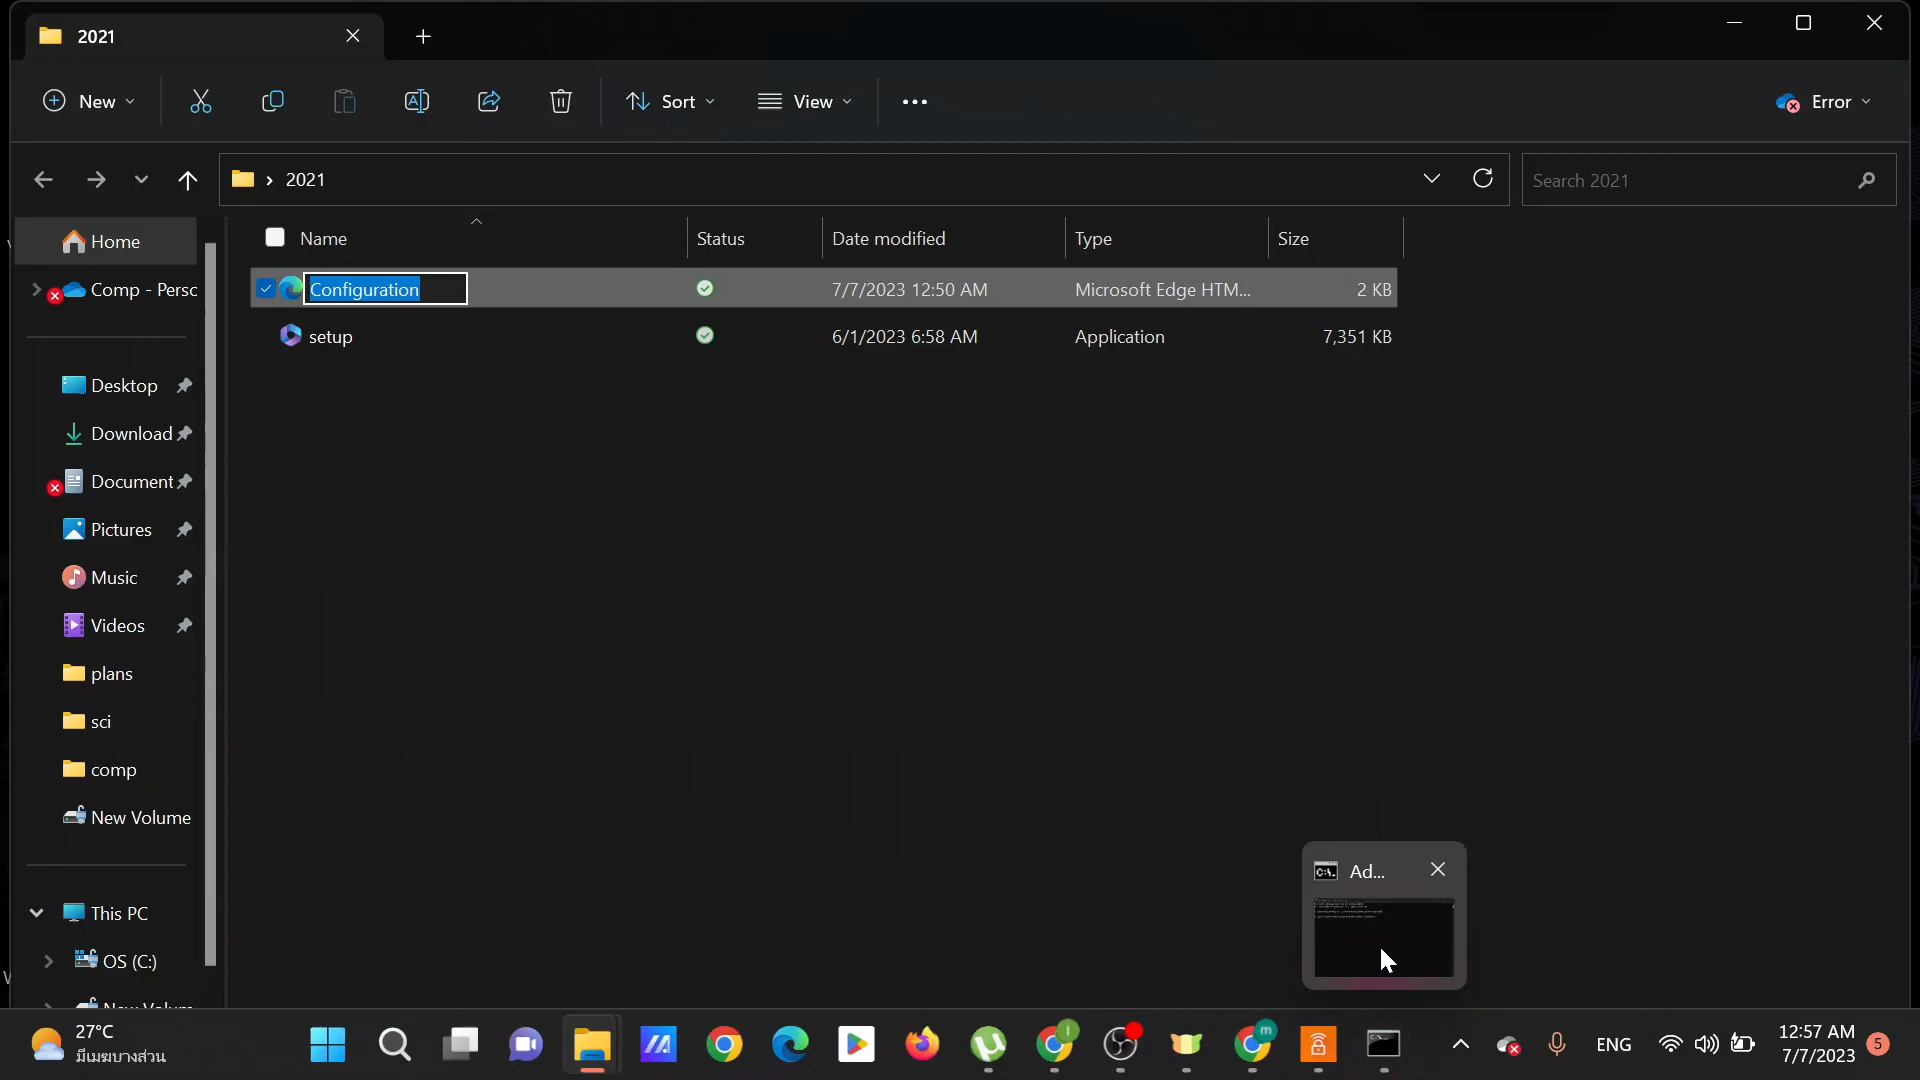 2021
New
Sort
View
Error
2021
Search 2021
Home
Name
Status
Date modified
Type
Size
Comp - Persc
Configuration
7/7/2023 12:50 AM
Microsoft Edge HTM...
2 KB
setup
6/1/2023 6:58 AM
Application
7,351 KB
Desktop
Download
Document
Pictures
Music
Videos
plans
sci
comp
New Volume
Ad...
This PC
OS (C:)
27°C
มีเมฆบางส่วน
ENG
12:57 AM
7/7/2023
5